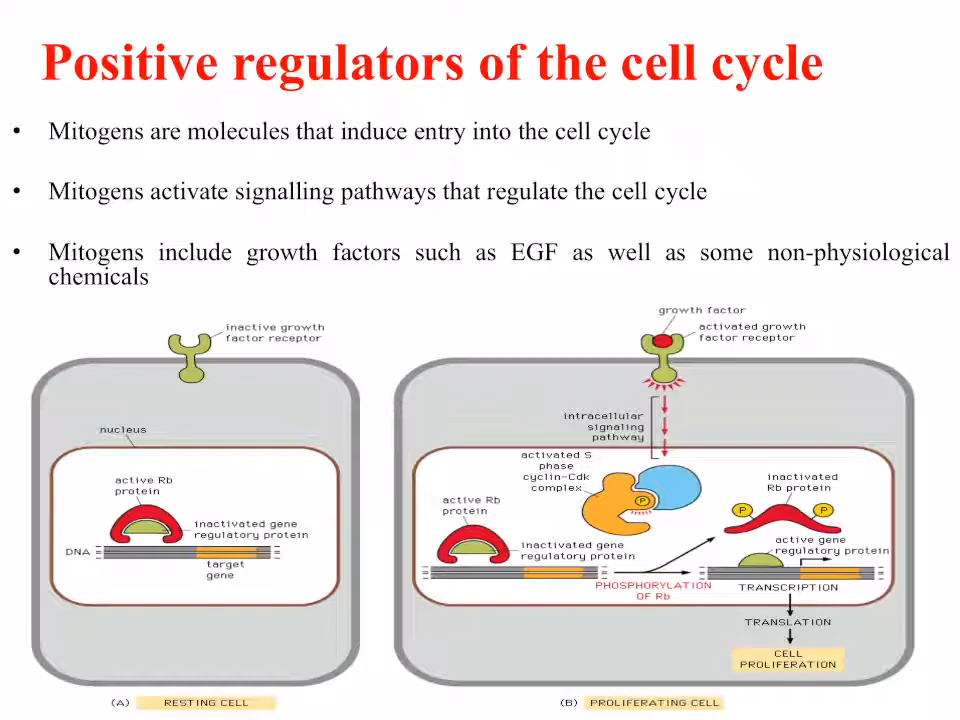 Positive regulators of the cell cycle
• Mitogens are molecules that induce entry into the cell cycle
• Mitogens activate signalling pathways that regulate the cell cycle
• Mitogens include growth factors such as EGF as well as some non-physiological
chemicals
inactive growth
factor receptor
nucleus
active Rb
protein
inactivated gene
regulatory protein
DNA
target
gene
(A) RESTING CELL
growth factor
activated growth
factor receptor
intracellular
signaling
pathway
activated S
phase
cyclin-Cdk
complex
P
inactivated
Rb protein
P
P
active Rb
protein
inactivated gene
regulatory protein
active gene
regulatory protein
PHOSPHORYLATION
OF Rb
TRANSCRIPTION
TRANSLATION
CELL
PROLIFERATION
(B) PROLIFERATING CELL